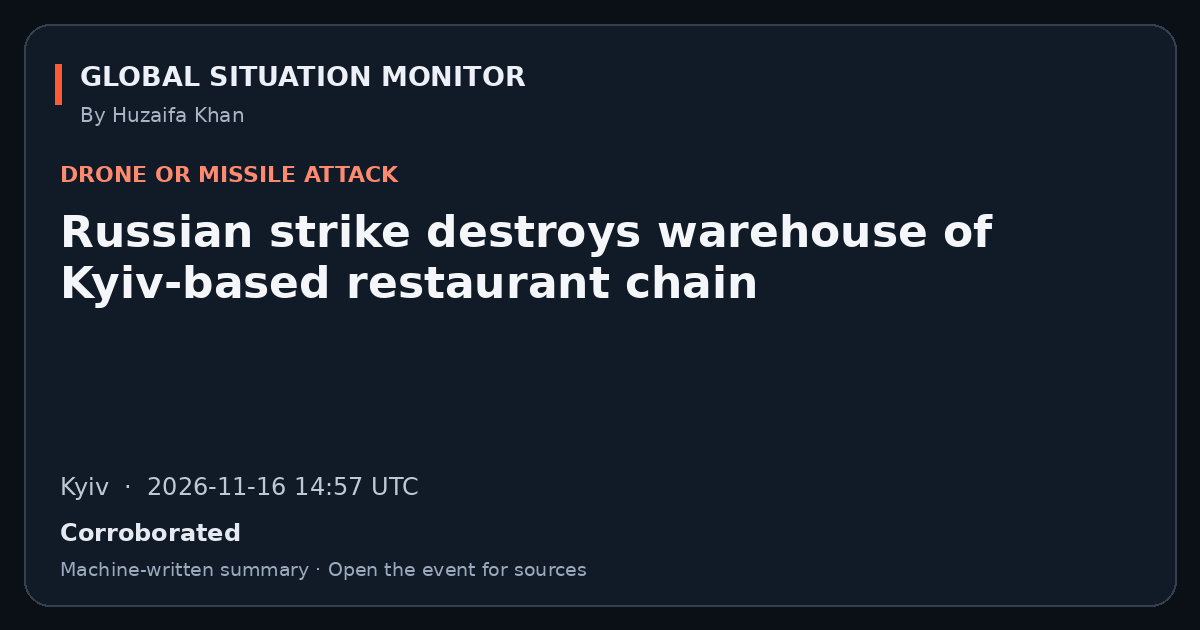 GLOBAL SITUATION MONITOR
By Huzaifa Khan
DRONE OR MISSILE ATTACK
Russian strike destroys warehouse of
Kyiv-based restaurant chain
Kyiv · 2026-11-16 14:57 UTC
Corroborated
Machine-written summary · Open the event for sources